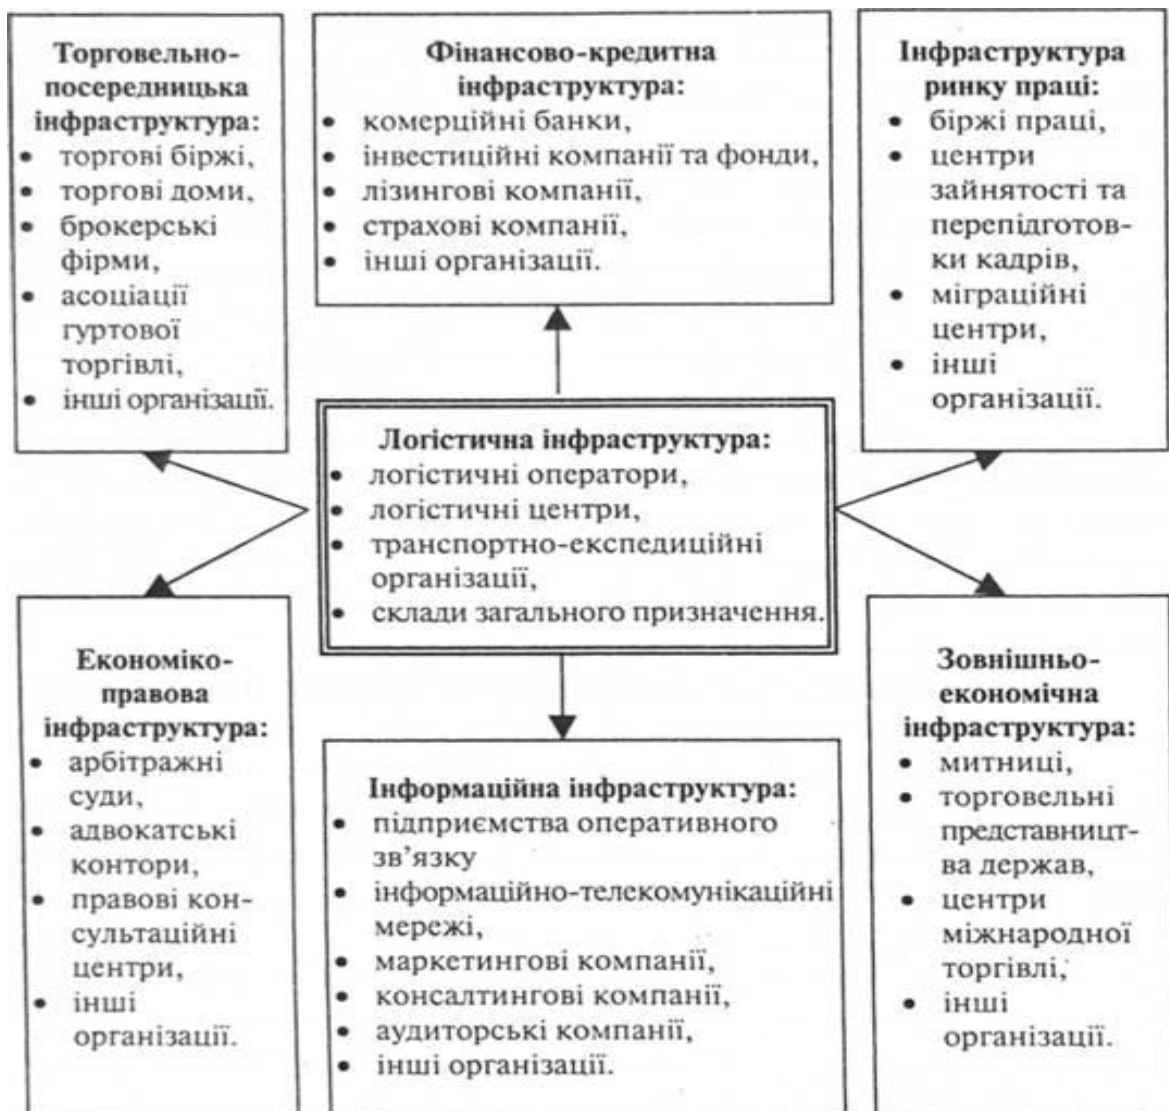 Торговельно-
посередницька
інфраструктура:
• торгові біржі,
• торгові доми,
• брокерські
фірми,
• асоціації
гуртової
торгівлі,
• інші організації.
Фінансово-кредитна
інфраструктура:
• комерційні банки,
• інвестиційні компанії та фонди,
• лізингові компанії,
• страхові компанії,
• інші організації.
Інфраструктура
ринку праці:
• біржі праці,
• центри
зайнятості та
перепідготов-
ки кадрів,
• міграційні
центри,
• інші
організації.
Логістична інфраструктура:
• логістичні оператори,
• логістичні центри,
• транспортно-експедиційні
організації,
• склади загального призначення.
Економіко-
правова
інфраструктура:
• арбітражні
суди,
• адвокатські
контори,
• правові кон-
сультаційні
центри,
• інші
організації.
Інформаційна інфраструктура:
• підприємства оперативного
зв’язку
• інформаційно-телекомунікаційні
мережі,
• маркетингові компанії,
• консалтингові компанії,
• аудиторські компанії,
• інші організації.
Зовнішньо-
економічна
інфраструктура:
• митниці,
• торговельні
представницт-
ва держав,
• центри
міжнародної
торгівлі,
• інші
організації.